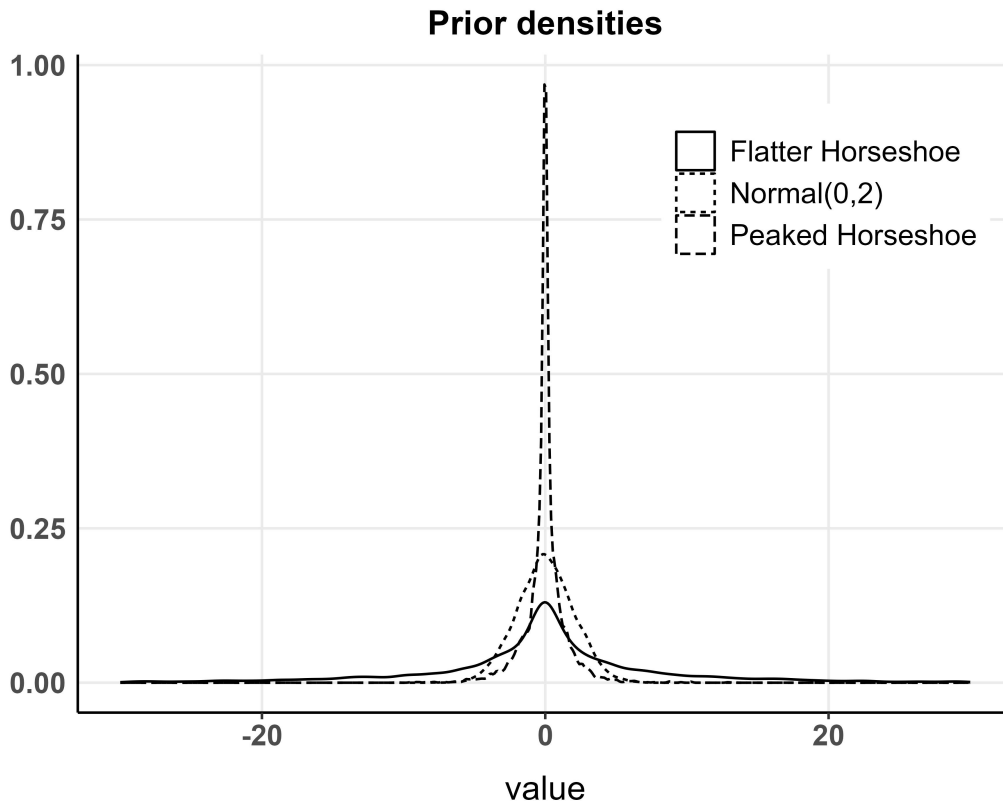 Prior densities
1.00
0.75
0.50
0.25
0.00
Flatter Horseshoe
Normal(0,2)
Peaked Horseshoe
-20 0 20
value